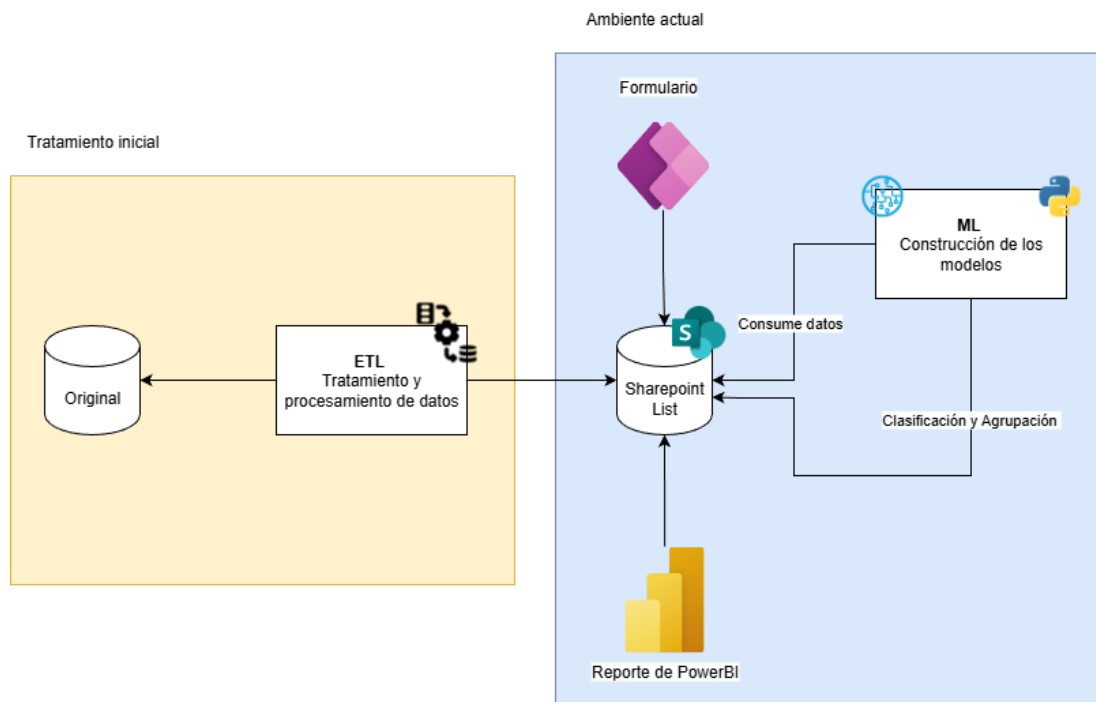 Ambiente actual
Formulario
Tratamiento inicial
ML
Construcción de los
modelos
Consume datos
S
ETL
Tratamiento y
procesamiento de datos
Original
Sharepoint
List
Clasificación y Agrupación
Reporte de PowerBI